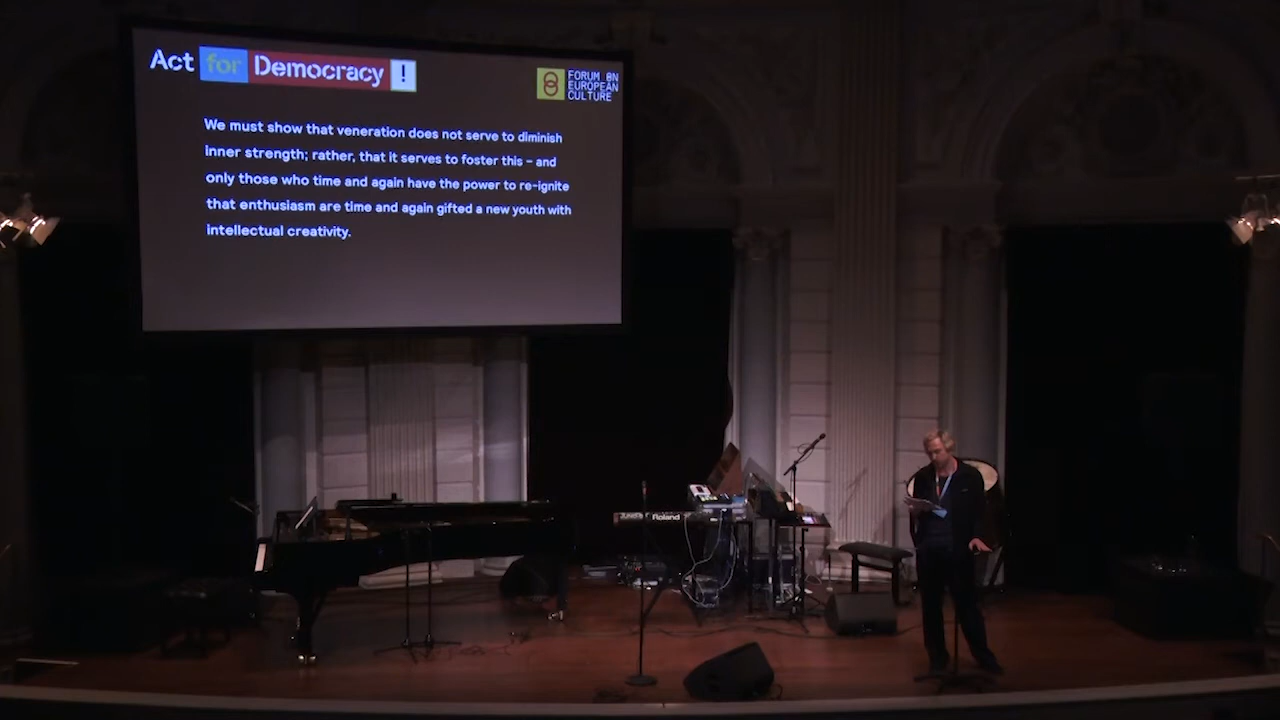 Act for Democracy!
FORUM ON
EUROPEAN
CULTURE
We must show that veneration does not serve to diminish
inner strength; rather, that it serves to foster this – and
only those who time and again have the power to re-ignite
that enthusiasm are time and again gifted a new youth with
intellectual creativity.
Roland